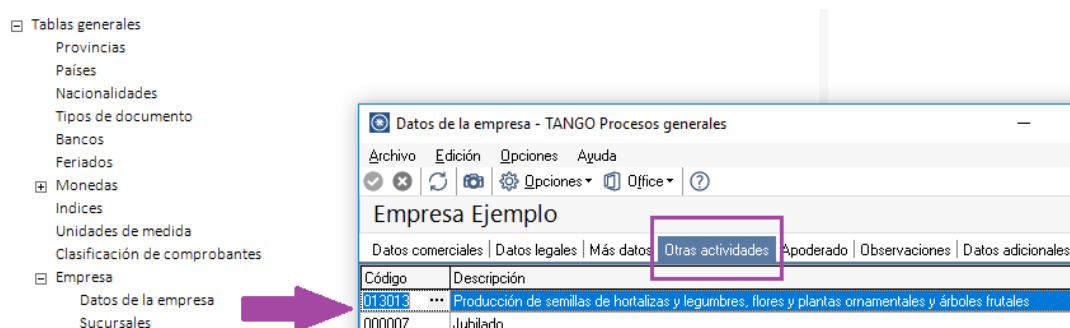 Tablas generales
Provincias
Países
Nacionalidades
Tipos de documento
Bancos
Feriados
Monedas
Indices
Unidades de medida
Clasificación de comprobantes
Empresa
Datos de la empresa
Sucursales
Datos de la empresa - TANGO Procesos generales
Archivo Edición Opciones Ayuda
Opciones Office
Empresa Ejemplo
Datos comerciales Datos legales Más datos Otras actividades Apoderado Observaciones Datos adicionales
Código Descripción
013013 ... Producción de semillas de hortalizas y legumbres, flores y plantas ornamentales y árboles frutales
000007 Jubilado